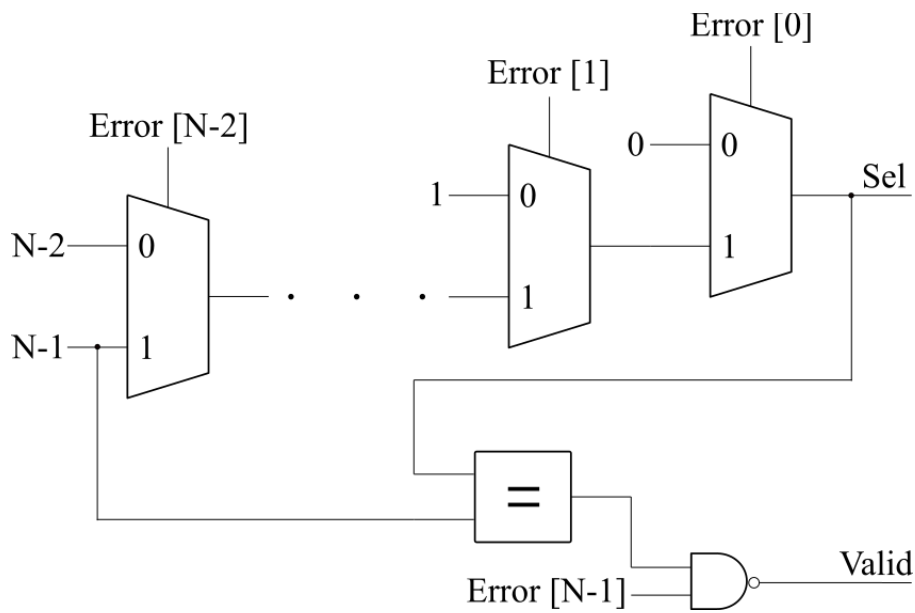 Error [0]
Error [1]
Error [N-2]
0
0
1
0
Sel
N-2
0
1
1
N-1
1
=
Valid
Error [N-1]